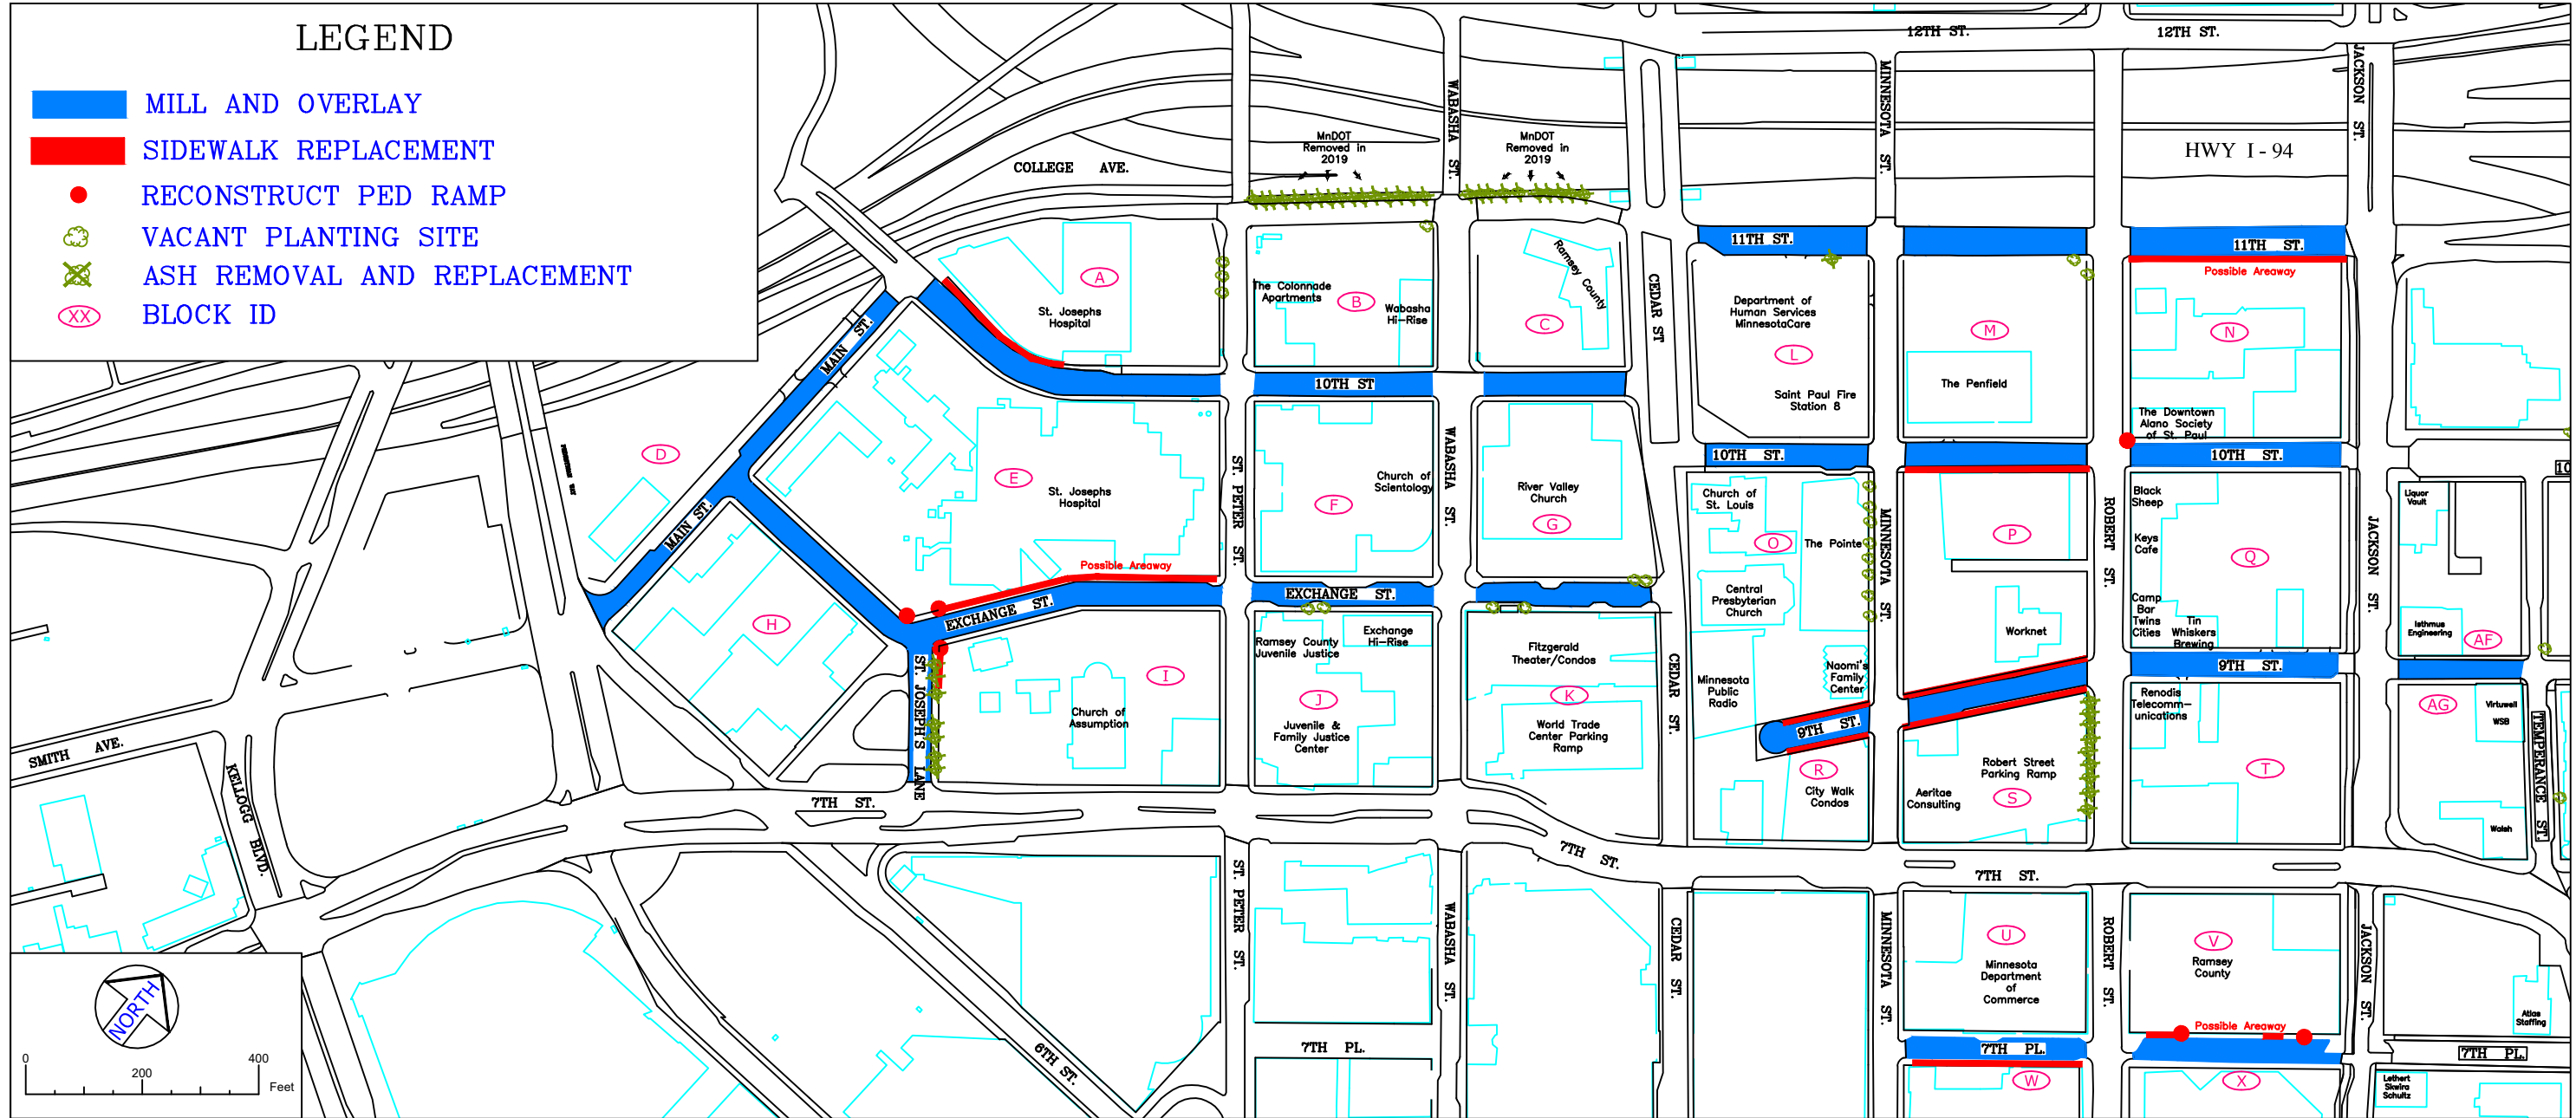 LEGEND
MILL AND OVERLAY
SIDEWALK REPLACEMENT
RECONSTRUCT PED RAMP
VACANT PLANTING SITE
ASH REMOVAL AND REPLACEMENT
XX BLOCK ID
12TH ST.
12TH ST.
JACKSON ST.
WABASHA ST.
MINNESOTA ST.
MnDOT
Removed in
2019
MnDOT
Removed in
2019
HWY I-94
COLLEGE AVE.
11TH ST.
11TH ST.
Possible Areaway
A
St. Josephs
Hospital
The Colonnade
Apartments
B
Wabasha
Hi-Rise
Ramsey County
C
CEDAR ST
Department of
Human Services
MinnesotaCare
L
Saint Paul Fire
Station 8
M
The Penfield
N
The Downtown
Alano Society
of St. Paul
MAIN ST.
10TH ST
10TH ST.
10TH ST.
10
D
MAIN ST.
E
St. Josephs
Hospital
ST. PETER ST.
Church of
Scientology
F
WABASHA ST.
River Valley
Church
G
Church of
St. Louis
O
The Pointe
Central
Presbyterian
Church
MINNESOTA ST.
P
Worknet
ROBERT ST.
Black
Sheep
Keys
Cafe
Camp
Bar
Twins
Cities
Tin
Whiskers
Brewing
Q
JACKSON ST.
Liquor
Vault
Isthmus
Engineering
AF
Possible Areaway
EXCHANGE ST.
EXCHANGE ST.
H
ST. JOSEPH'S LANE
I
Church of
Assumption
Ramsey County
Juvenile Justice
Exchange
Hi-Rise
J
Juvenile &
Family Justice
Center
Fitzgerald
Theater/Condos
K
World Trade
Center Parking
Ramp
CEDAR ST.
Minnesota
Public
Radio
Naomi's
Family
Center
9TH ST.
R
City Walk
Condos
9TH ST.
Robert Street
Parking Ramp
S
Aeritae
Consulting
Renodis
Telecomm-
unications
T
AG
Virtuwell
WSB
Walsh
TEMPERANCE ST.
SMITH AVE.
KELLOGG BLVD.
7TH ST.
7TH ST.
7TH ST.
ST. PETER ST.
WABASHA ST.
CEDAR ST.
MINNESOTA ST.
U
Minnesota
Department
of
Commerce
ROBERT ST.
V
Ramsey
County
JACKSON ST.
Possible Areaway
Atlas
Staffing
6TH ST.
7TH PL.
7TH PL.
7TH PL.
W
X
Lethert
Skwira
Schultz
NORTH
0
200
400
Feet